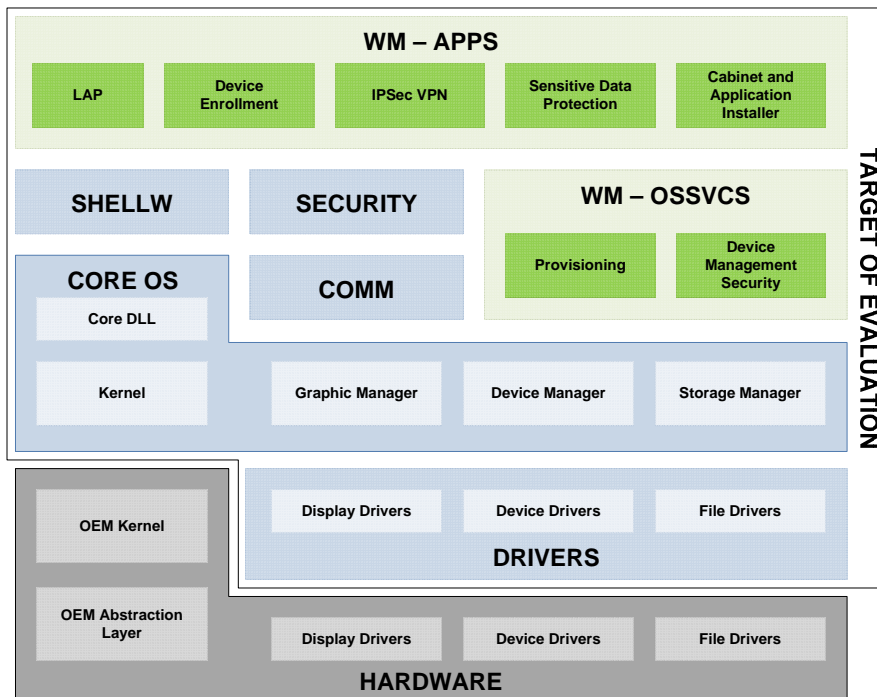 WM – APPS
LAP
Device
Enrollment
IPSec VPN
Sensitive Data
Protection
Cabinet and
Application
Installer
TARGET OF EVALUATION
SHELLW
SECURITY
WM – OSSVCS
Provisioning
Device
Management
Security
COMM
CORE OS
Core DLL
Kernel
Graphic Manager
Device Manager
Storage Manager
Display Drivers
Device Drivers
File Drivers
DRIVERS
OEM Kernel
OEM Abstraction
Layer
Display Drivers
Device Drivers
File Drivers
HARDWARE